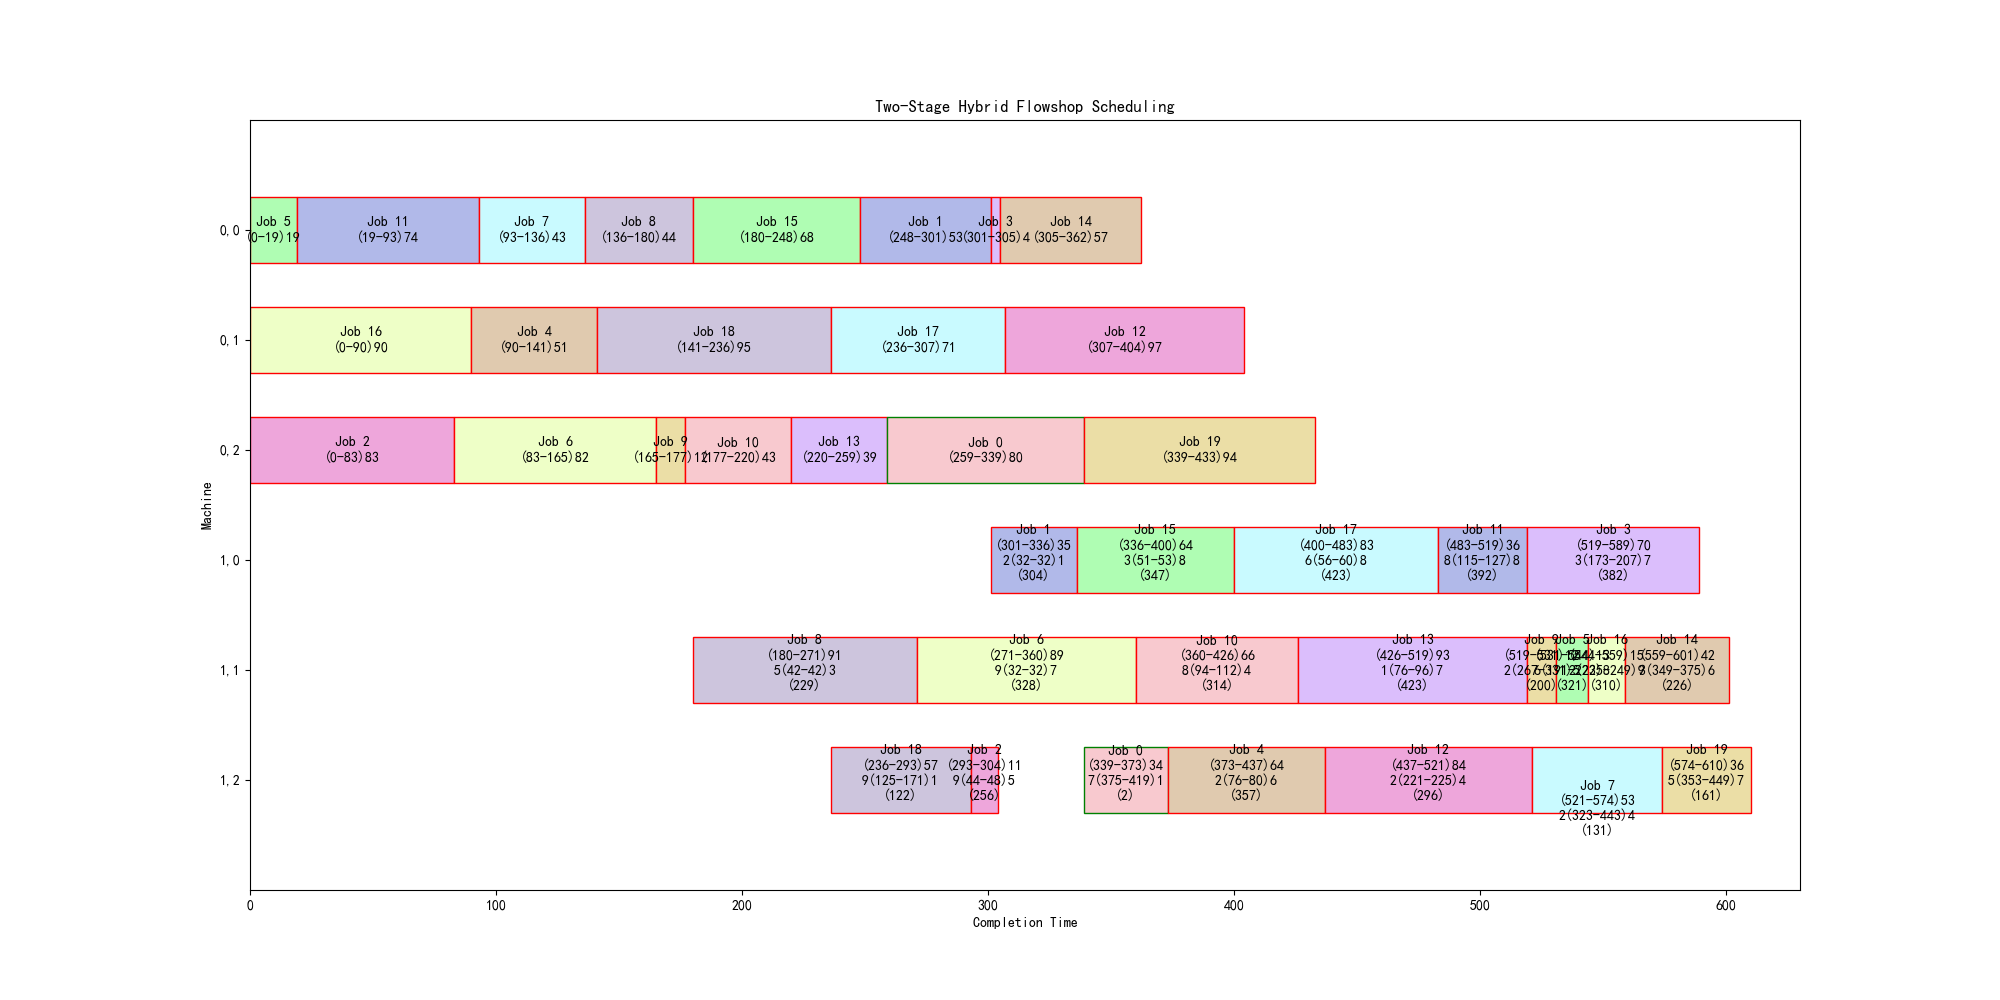 Two-Stage Hybrid Flowshop Scheduling
0,0
Job 5
(0-19)19
Job 11
(19-93)74
Job 7
(93-136)43
Job 8
(136-180)44
Job 15
(180-248)68
Job 1
(248-301)53
Job 3
(301-305)4
Job 14
(305-362)57
0,1
Job 16
(0-90)90
Job 4
(90-141)51
Job 18
(141-236)95
Job 17
(236-307)71
Job 12
(307-404)97
0,2
Job 2
(0-83)83
Job 6
(83-165)82
Job 9
(165-177)12
Job 10
(177-220)43
Job 13
(220-259)39
Job 0
(259-339)80
Job 19
(339-433)94
Machine
1,0
Job 1
(301-336)35
2(32-32)1
(304)
Job 15
(336-400)64
3(51-53)8
(347)
Job 17
(400-483)83
6(56-60)8
(423)
Job 11
(483-519)36
8(115-127)8
(392)
Job 3
(519-589)70
3(173-207)7
(382)
1,1
Job 8
(180-271)91
5(42-42)3
(229)
Job 6
(271-360)89
9(32-32)7
(328)
Job 10
(360-426)66
8(94-112)4
(314)
Job 13
(426-519)93
1(76-96)7
(423)
Job 9
(200)
Job 5
(321)
Job 16
(310)
Job 14
(559-601)42
(349-375)6
(226)
1,2
Job 18
(236-293)57
9(125-171)1
(122)
Job 2
(293-304)11
9(44-48)5
(256)
Job 0
(339-373)34
7(375-419)1
(2)
Job 4
(373-437)64
2(76-80)6
(357)
Job 12
(437-521)84
2(221-225)4
(296)
Job 7
(521-574)53
2(323-443)4
(131)
Job 19
(574-610)36
5(353-449)7
(161)
0
100
200
300
400
500
600
Completion Time